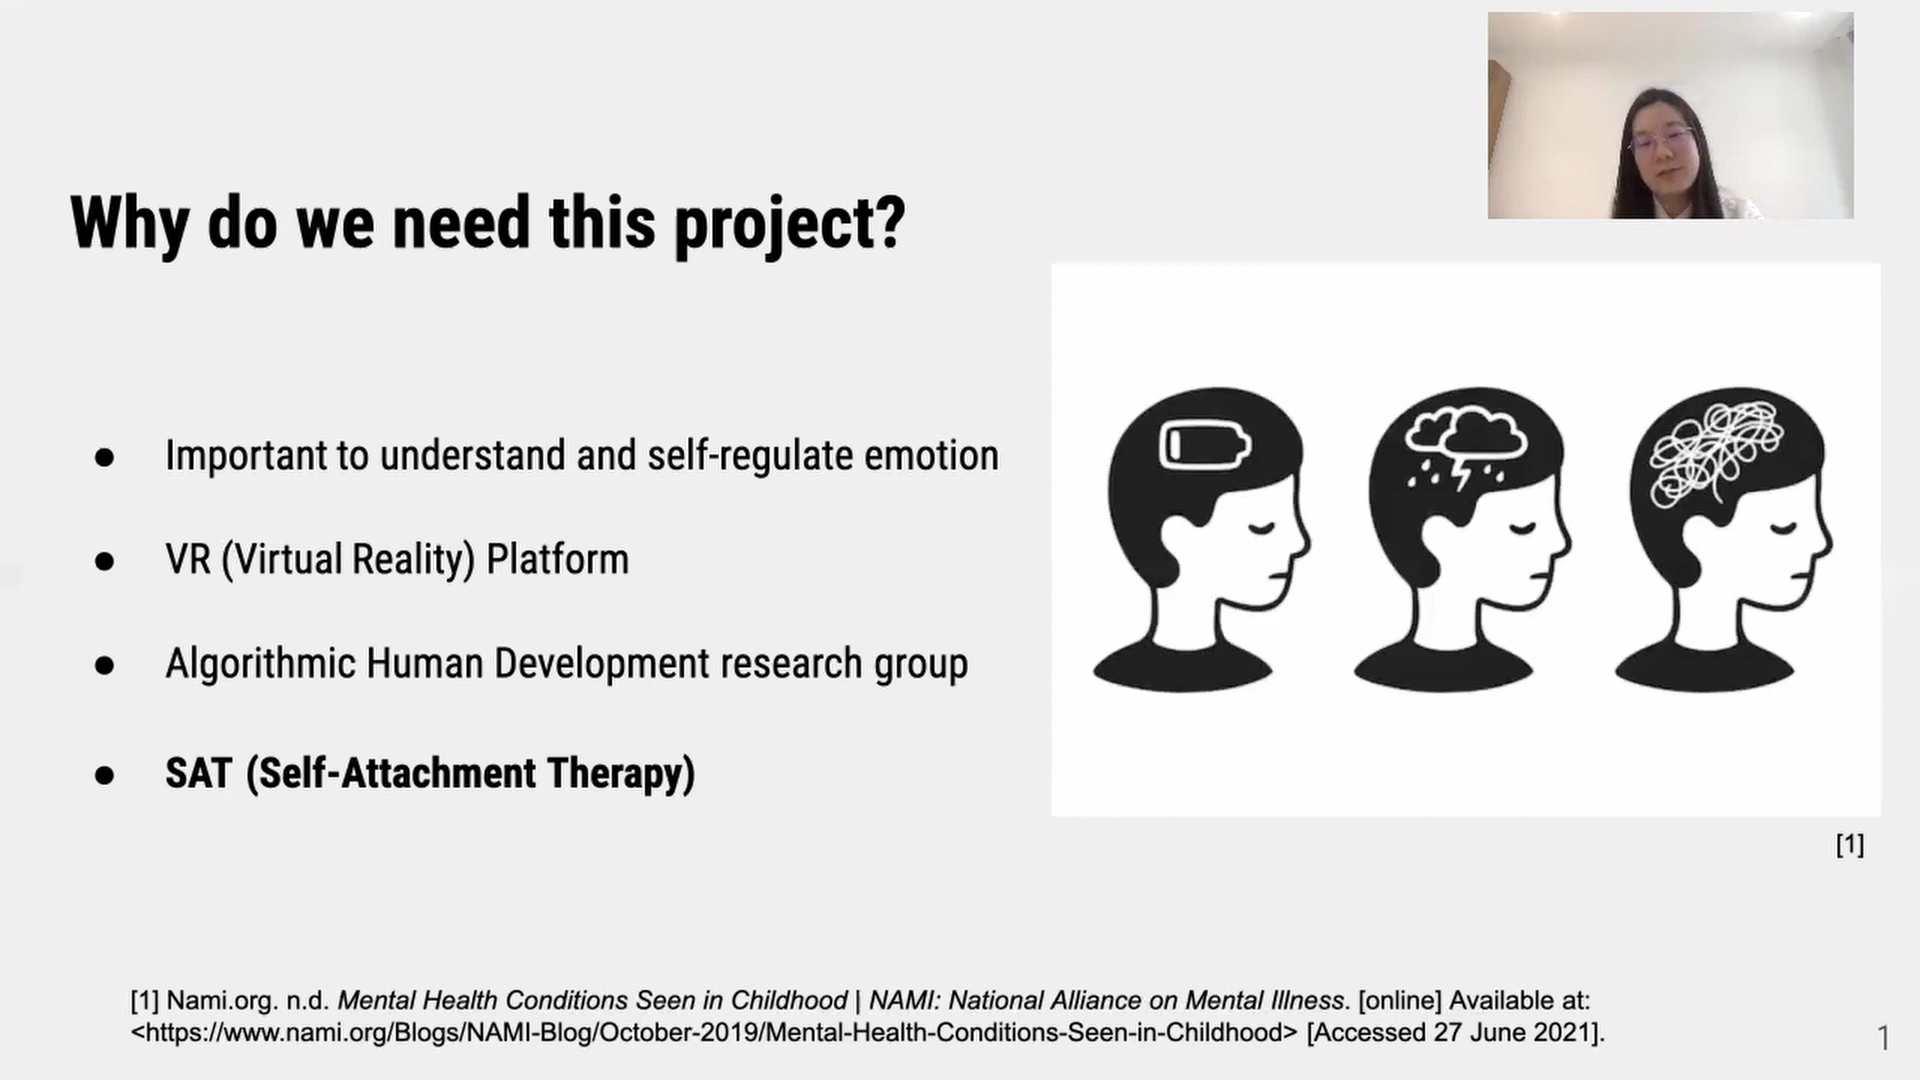 Why do we need this project?
● Important to understand and self-regulate emotion
● VR (Virtual Reality) Platform
● Algorithmic Human Development research group
● SAT (Self-Attachment Therapy)
[1]
[1] Nami.org. n.d. Mental Health Conditions Seen in Childhood | NAMI: National Alliance on Mental Illness. [online] Available at:
<https://www.nami.org/Blogs/NAMI-Blog/October-2019/Mental-Health-Conditions-Seen-in-Childhood> [Accessed 27 June 2021].
1